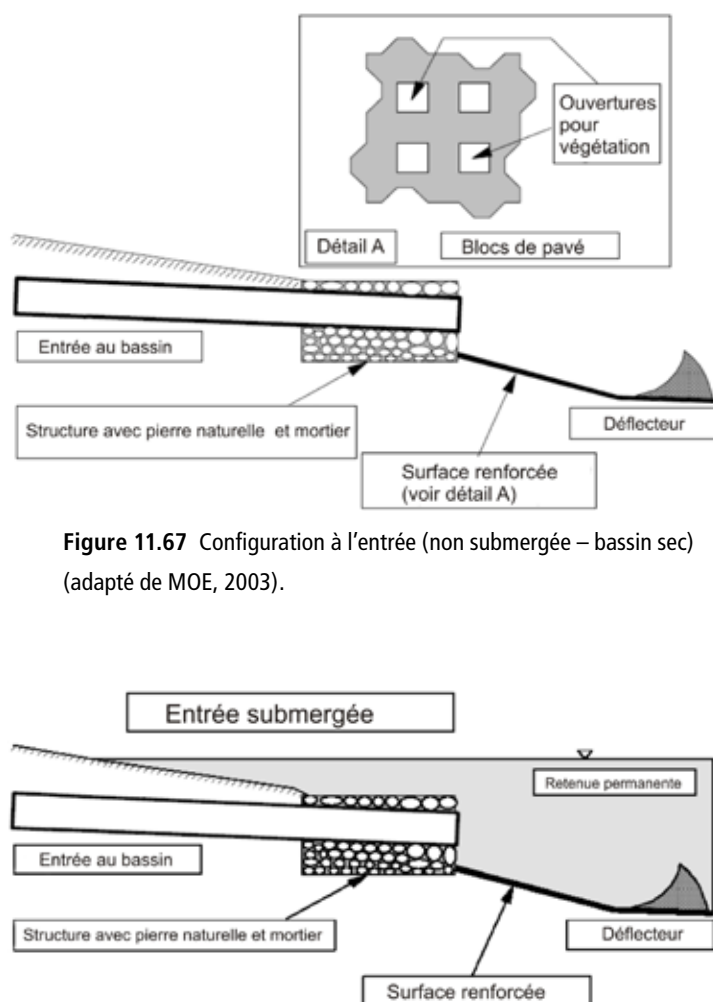 Ouvertures
pour
végétation
Détail A
Blocs de pavé
Entrée au bassin
Structure avec pierre naturelle et mortier
Déflecteur
Surface renforcée
(voir détail A)
Figure 11.67 Configuration à l'entrée (non submergée – bassin sec)
(adapté de MOE, 2003).
Entrée submergée
Retenue permanente
Entrée au bassin
Structure avec pierre naturelle et mortier
Déflecteur
Surface renforcée